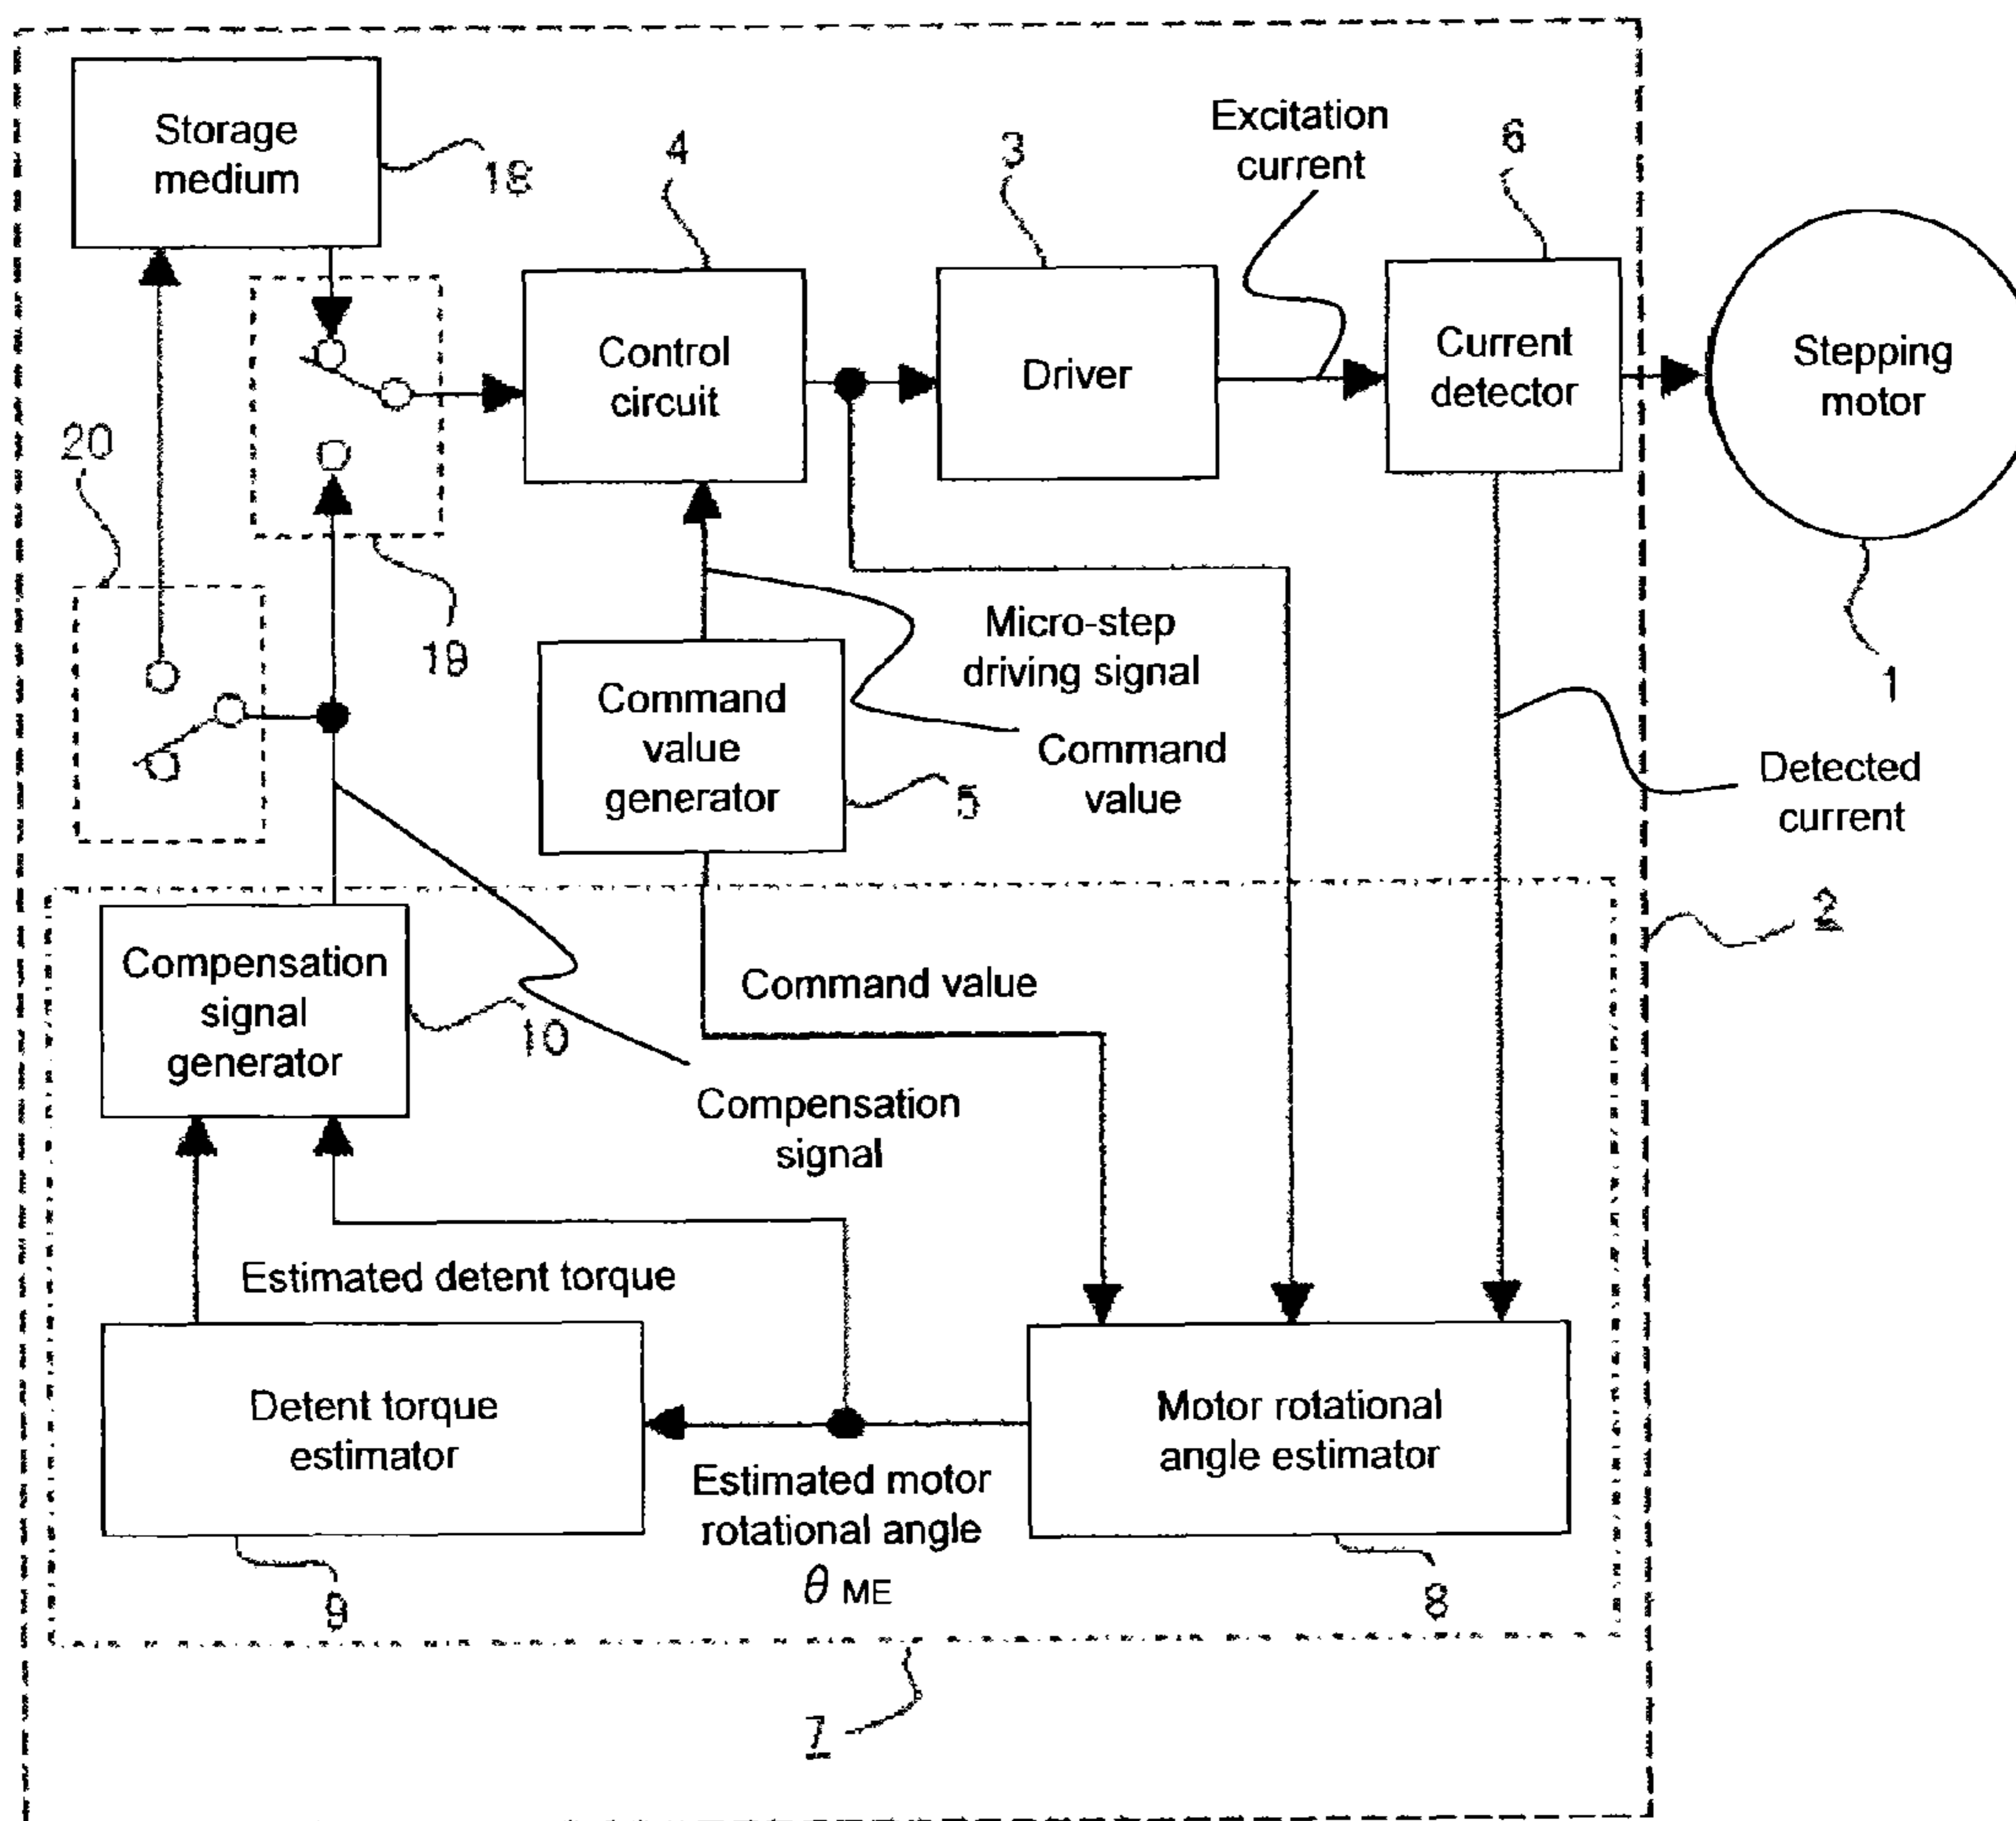 Storage
medium
18
4
3
Excitation
current
6
Control
circuit
Driver
Current
detector
Stepping
motor
1
20
19
Command
value
generator
5
Micro-step
driving signal
Command
value
Detected
current
2
Compensation
signal
generator
10
Command value
Compensation
signal
Estimated detent torque
Detent torque
estimator
9
Estimated motor
rotational angle
θ ME
Motor rotational
angle estimator
8
7